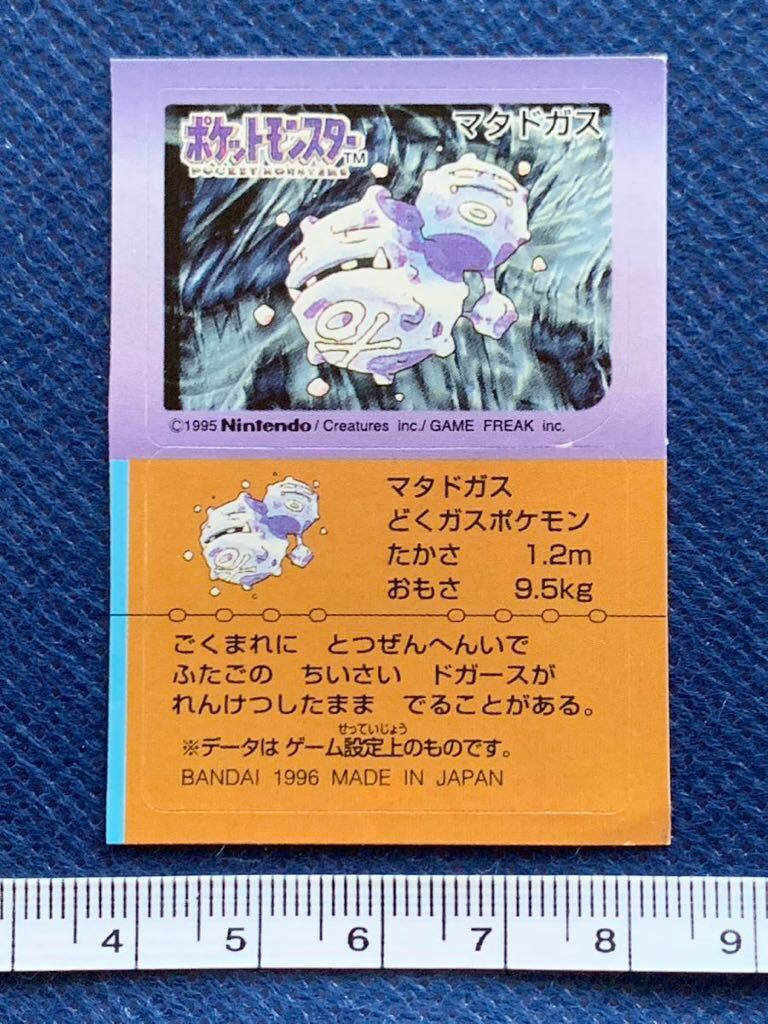 ポケットモンスター™
POCKET MONSTERS
マタドガス
©1995 Nintendo / Creatures inc. / GAME FREAK inc.
マタドガス
どくガスポケモン
たかさ 1.2m
おもさ 9.5kg
ごくまれに とつぜんへんいで
ふたごの ちいさい ドガースが
れんけつしたまま でることがある。
せっていじょう
※データは ゲーム設定上のものです。
BANDAI 1996 MADE IN JAPAN
4 5 6 7 8 9